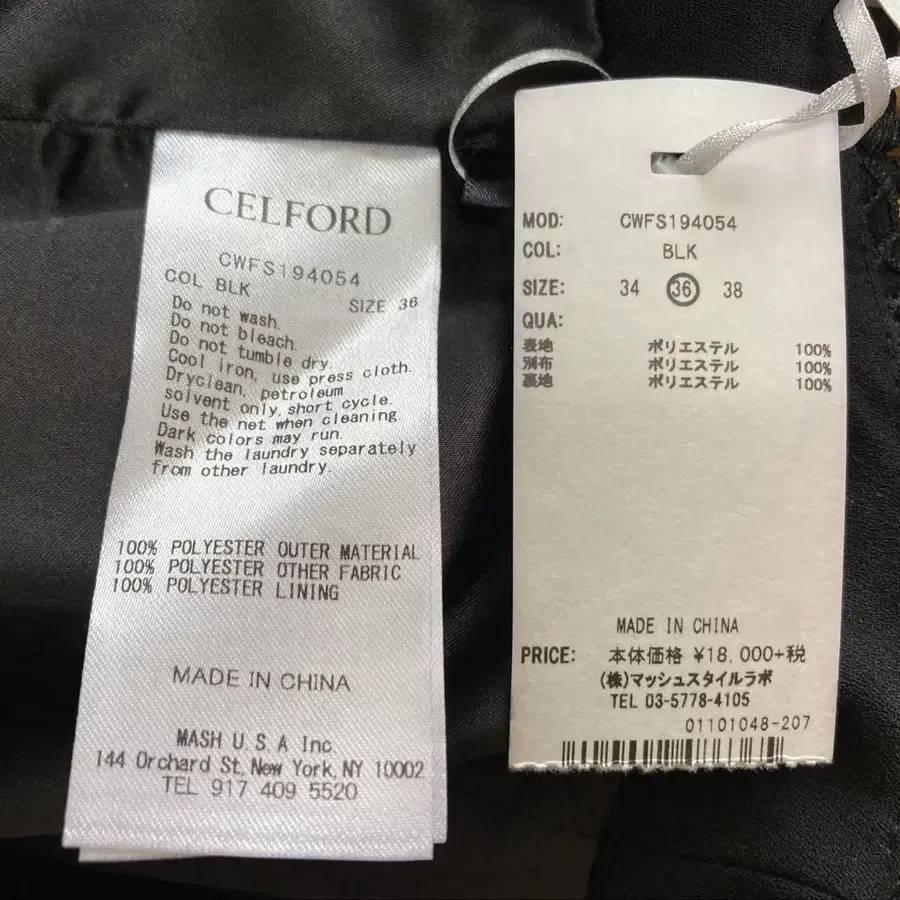 CELFORD
CWFS194054
COL BLK
SIZE 36
Do not wash.
Do not bleach.
Do not tumble dry.
Cool iron, use press cloth.
Dryclean, petroleum
solvent only, short cycle.
Use the net when cleaning.
Dark colors may run.
Wash the laundry separately
from other laundry.
100% POLYESTER OUTER MATERIAL
100% POLYESTER OTHER FABRIC
100% POLYESTER LINING
MADE IN CHINA
MASH U.S.A Inc.
144 Orchard St, New York, NY 10002
TEL 917 409 5520
MOD: CWFS194054
COL: BLK
SIZE: 34 36 38
QUA:
表地 ポリエステル 100%
別布 ポリエステル 100%
裏地 ポリエステル 100%
MADE IN CHINA
PRICE: 本体価格 ¥18,000+税
(株)マッシュスタイルラボ
TEL 03-5778-4105
01101048-207